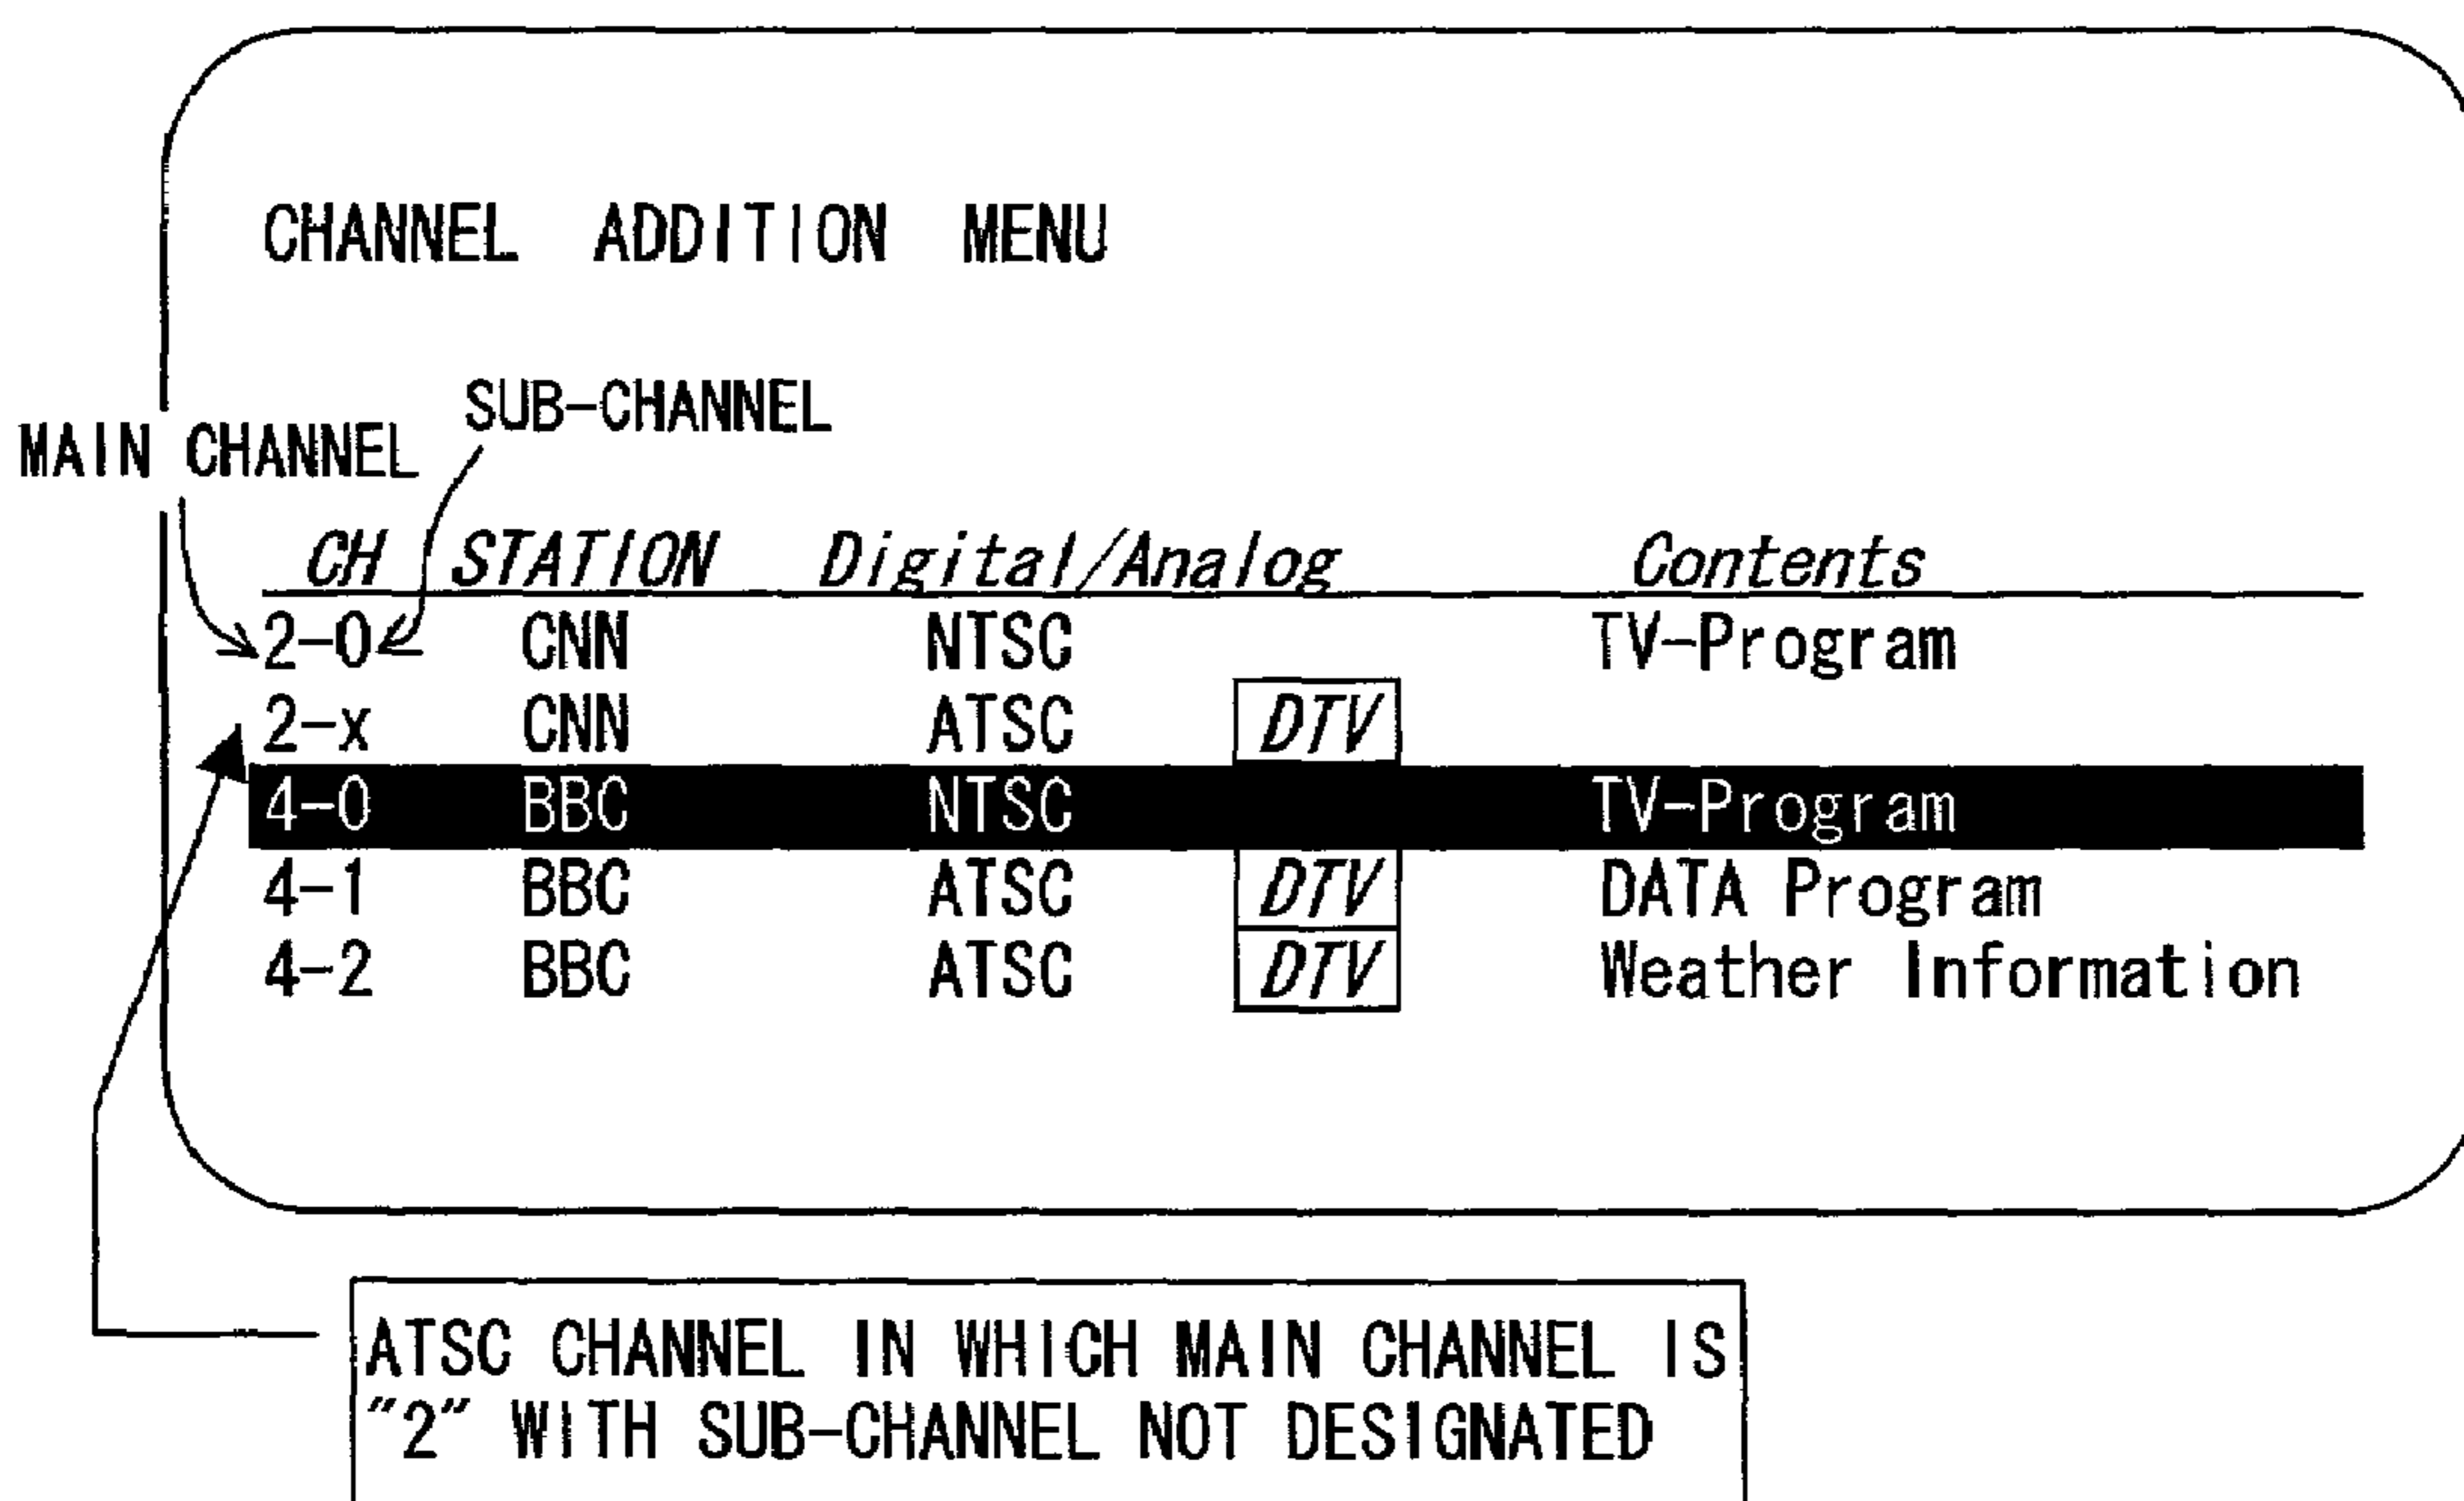 CHANNEL ADDITION MENU
SUB-CHANNEL
MAIN CHANNEL
CH STATION Digital/Analog Contents
2-0 CNN NTSC TV-Program
2-x CNN ATSC DTV
4-0 BBC NTSC TV-Program
4-1 BBC ATSC DTV DATA Program
4-2 BBC ATSC DTV Weather Information
ATSC CHANNEL IN WHICH MAIN CHANNEL IS
"2" WITH SUB-CHANNEL NOT DESIGNATED